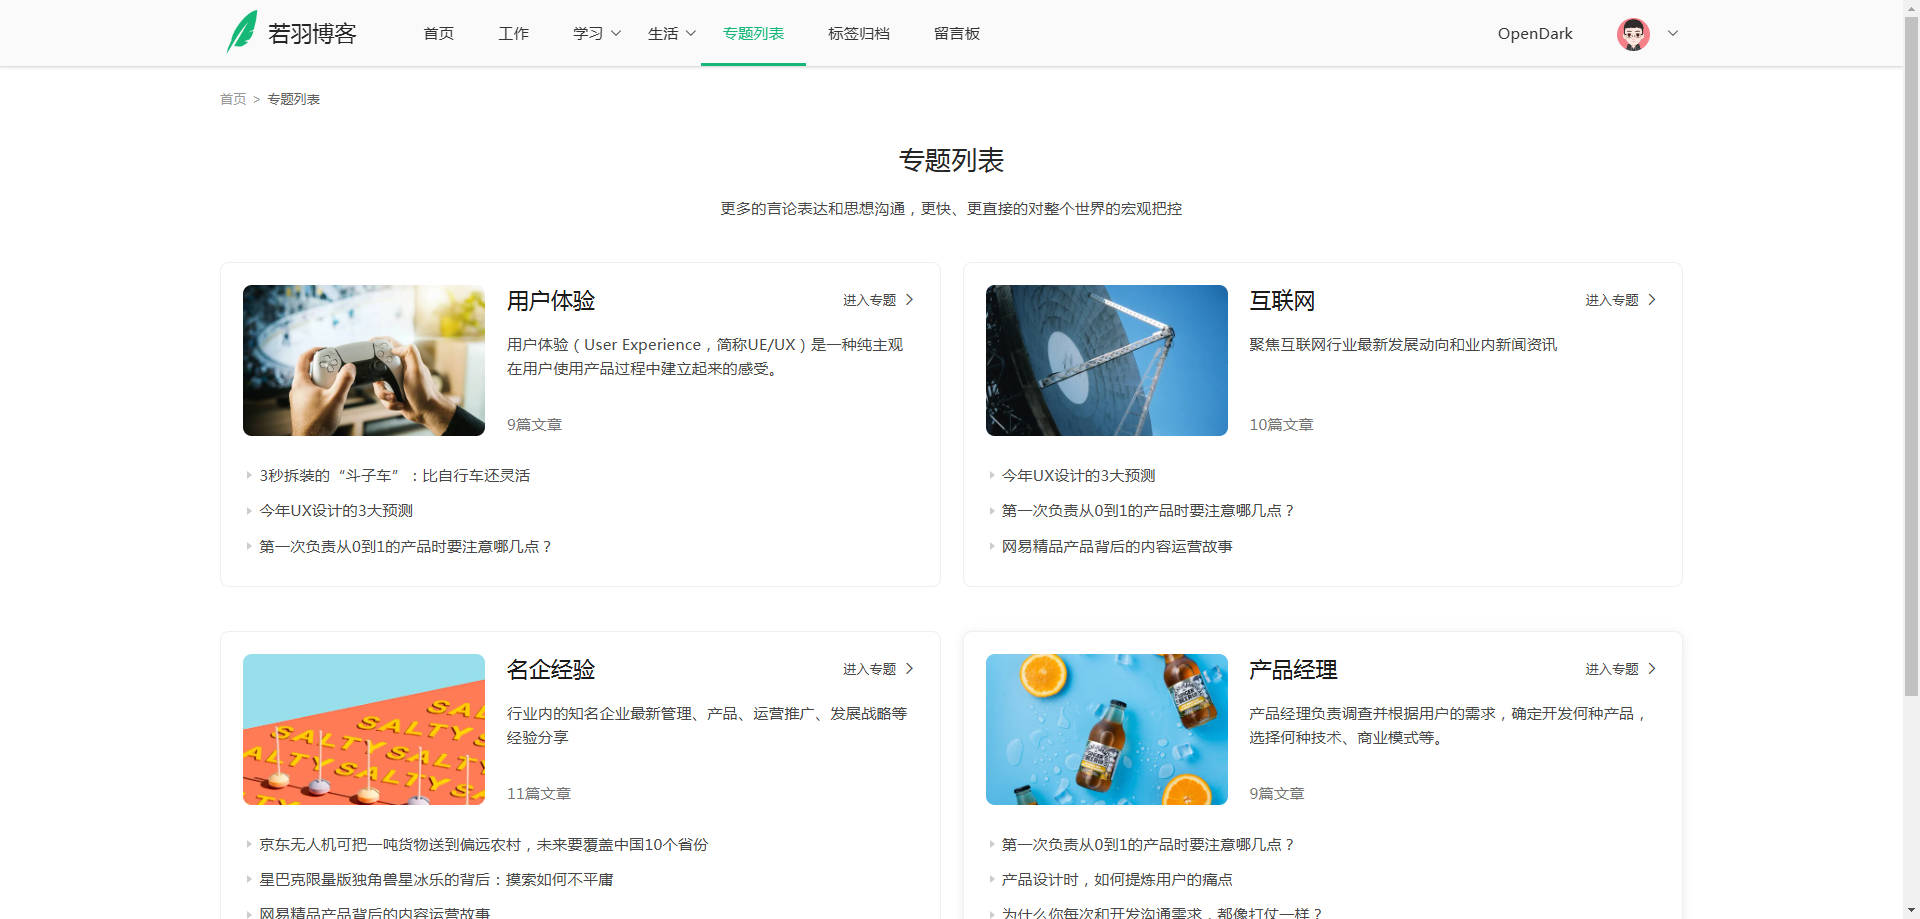 若羽博客
首页
工作
学习
生活
专题列表
标签归档
留言板
OpenDark
首页 > 专题列表
专题列表
更多的言论表达和思想沟通，更快、更直接的对整个世界的宏观把控
用户体验
进入专题
用户体验（User Experience，简称UE/UX）是一种纯主观
在用户使用产品过程中建立起来的感受。
9篇文章
3秒拆装的“斗子车”：比自行车还灵活
今年UX设计的3大预测
第一次负责从0到1的产品时要注意哪几点？
互联网
进入专题
聚焦互联网行业最新发展动向和业内新闻资讯
10篇文章
今年UX设计的3大预测
第一次负责从0到1的产品时要注意哪几点？
网易精品产品背后的内容运营故事
SALTY
SALTY SALTY
SALTY SALTY
名企经验
进入专题
行业内的知名企业最新管理、产品、运营推广、发展战略等
经验分享
11篇文章
京东无人机可把一吨货物送到偏远农村，未来要覆盖中国10个省份
星巴克限量版独角兽星冰乐的背后：摸索如何不平庸
网易精品产品背后的内容运营故事
产品经理
进入专题
产品经理负责调查并根据用户的需求，确定开发何种产品，
选择何种技术、商业模式等。
9篇文章
第一次负责从0到1的产品时要注意哪几点？
产品设计时，如何提炼用户的痛点
为什么你每次和开发沟通需求，都像打仗一样？